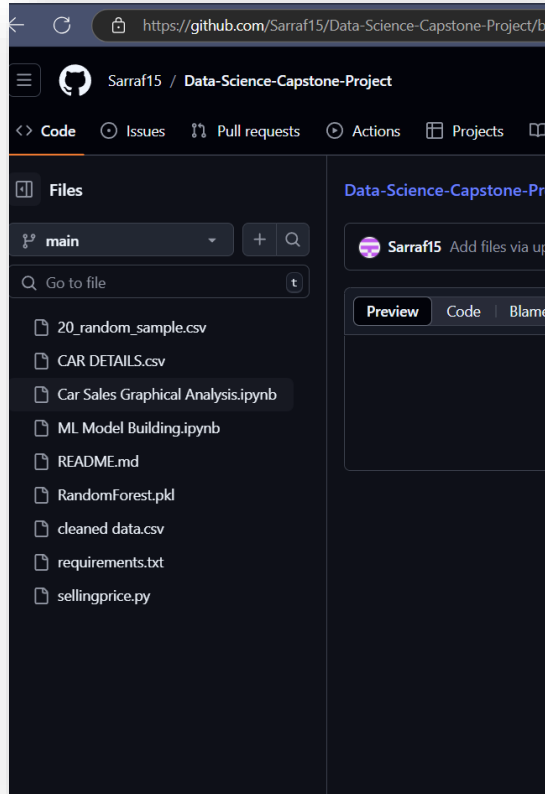 https://github.com/Sarraf15/Data-Science-Capstone-Project/b
Sarraf15 / Data-Science-Capstone-Project
<> Code Issues Pull requests Actions Projects
Files
Data-Science-Capstone-Pr
main
Sarraf15 Add files via up
Go to file t
Preview Code Blame
20_random_sample.csv
CAR DETAILS.csv
Car Sales Graphical Analysis.ipynb
ML Model Building.ipynb
README.md
RandomForest.pkl
cleaned data.csv
requirements.txt
sellingprice.py